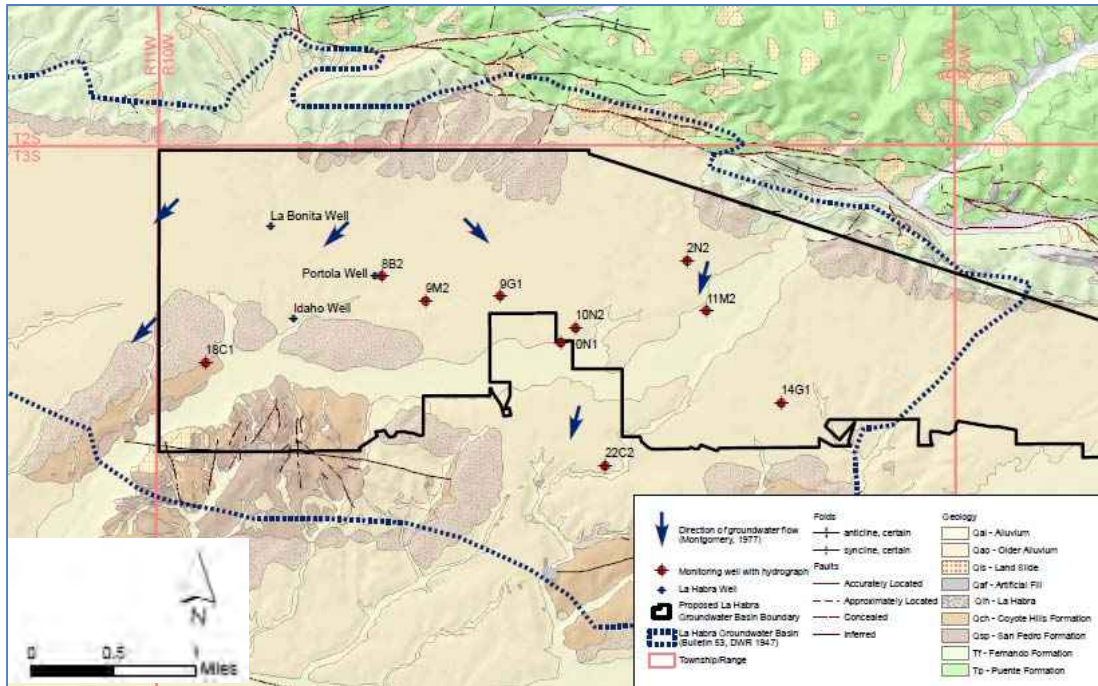 R11W
R10W
R10W
R9W
T2S
T3S
La Bonita Well
Portola Well
8B2
2N2
9M2
9G1
11M2
Idaho Well
10N2
10N1
18C1
14G1
22C2
N
0 0.5 1
Miles
Direction of groundwater flow
(Montgomery, 1977)
Monitoring well with hydrograph
La Habra Well
Proposed La Habra
Groundwater Basin Boundary
La Habra Groundwater Basin
(Bulletin 53, DWR 1947)
Township/Range
Folds
anticline, certain
syncline, certain
Faults
Accurately Located
Approximately Located
Concealed
Inferred
Geology
Qal - Alluvium
Qao - Older Alluvium
Qls - Land Slide
Qaf - Artificial Fill
Qlh - La Habra
Qch - Coyote Hills Formation
Qsp - San Pedro Formation
Tf - Fernando Formation
Tp - Puente Formation